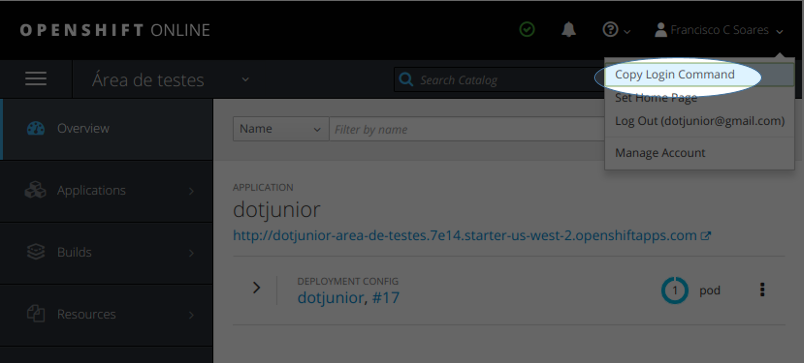 OPENSHIFT ONLINE
Francisco C Soares
Área de testes
Search Catalog
Copy Login Command
Set Home Page
Log Out (dotjunior@gmail.com)
Manage Account
Overview
Applications
Builds
Resources
Name
Filter by name
APPLICATION
dotjunior
http://dotjunior-area-de-testes.7e14.starter-us-west-2.openshiftapps.com
DEPLOYMENT CONFIG
dotjunior, #17
1 pod